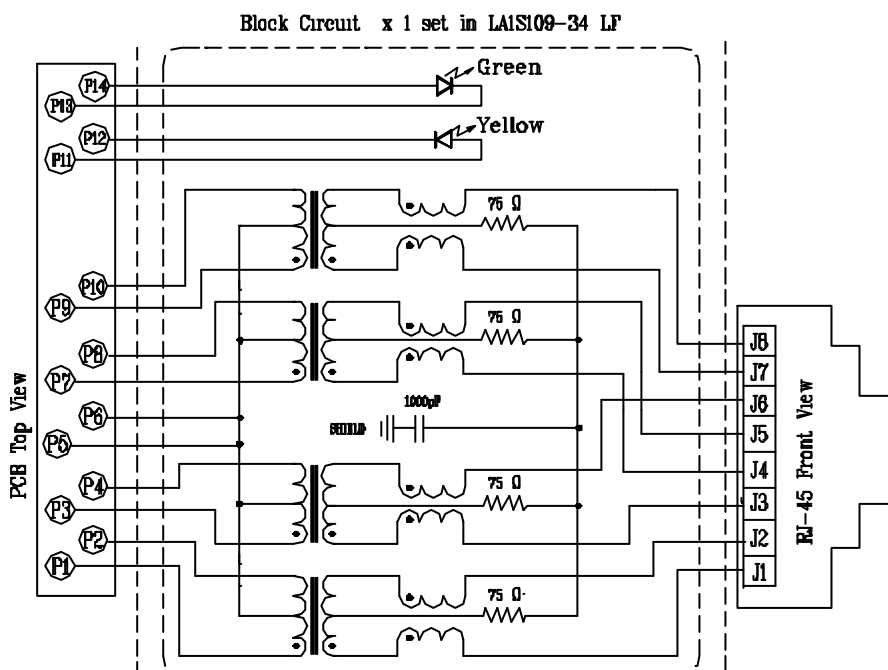 Block Circuit x 1 set in LA1S109-34 LF
Green
P14
P13
Yellow
P12
P11
75 Ω
P10
P9
75 Ω
P8
P7
P6
P5
1000pF
SHIELD
P4
P3
75 Ω
P2
P1
75 Ω
PCB Top View
J8
J7
J6
J5
J4
J3
J2
J1
RJ-45 Front View